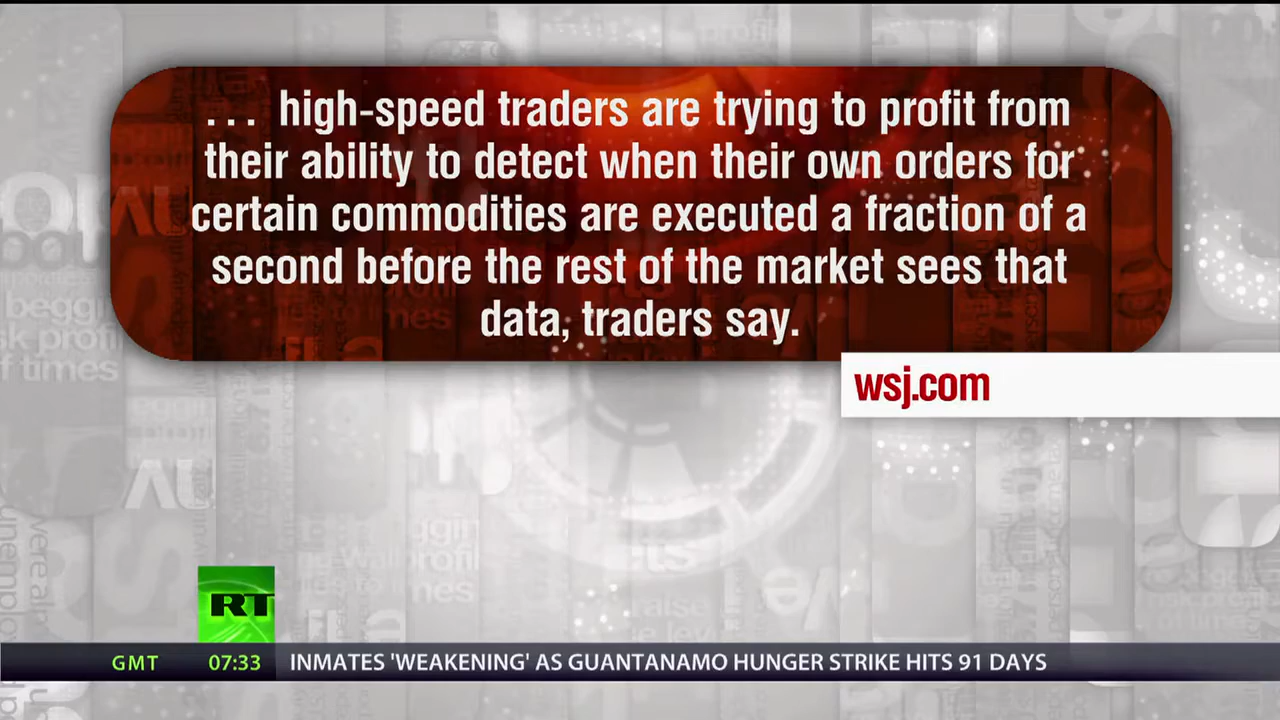 ... high-speed traders are trying to profit from
their ability to detect when their own orders for
certain commodities are executed a fraction of a
second before the rest of the market sees that
data, traders say.
wsj.com
RT
GMT 07:33 INMATES 'WEAKENING' AS GUANTANAMO HUNGER STRIKE HITS 91 DAYS